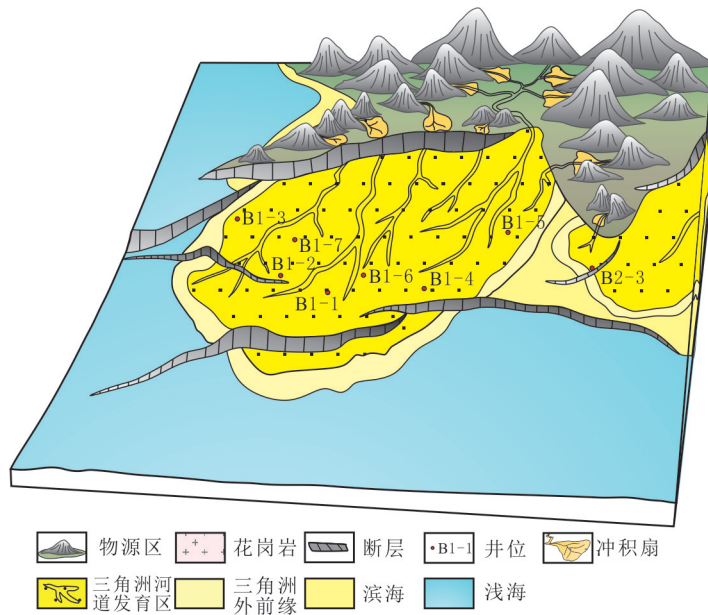 B1-3
B1-7
B1-5
B1-2
B1-6
B1-4
B2-3
B1-1
物源区
花岗岩
断层
B1-1
井位
冲积扇
三角洲河
道发育区
三角洲
外前缘
滨海
浅海